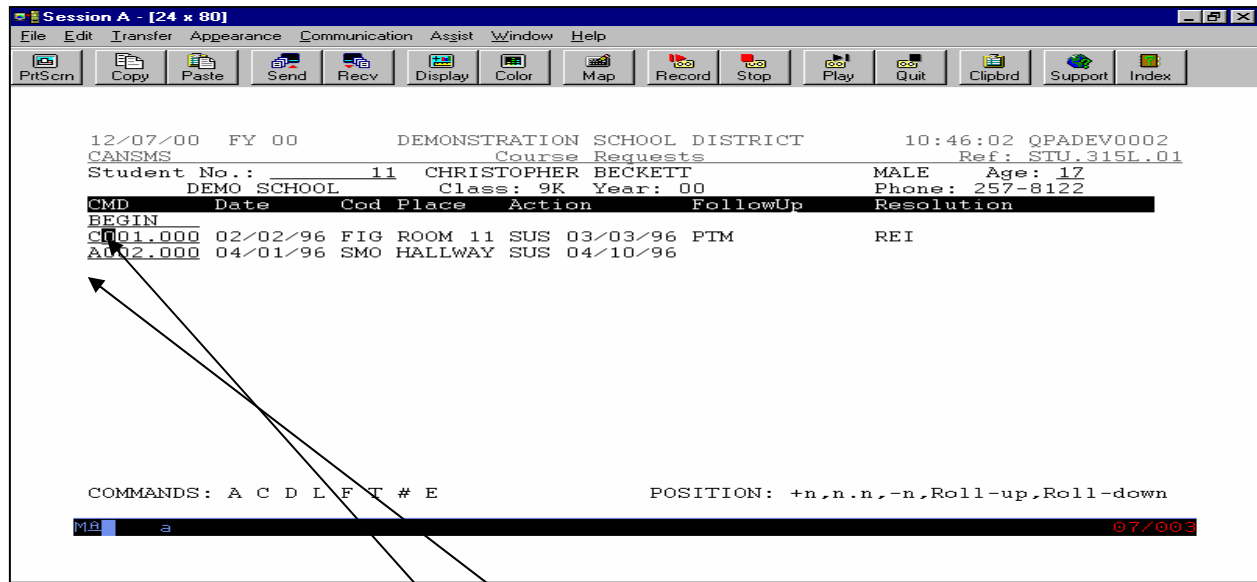 Session A - [24 x 80]
File Edit Transfer Appearance Communication Assist Window Help
PrtScrn Copy Paste Send Recv Display Color Map Record Stop Play Quit Clipbrd Support Index
12/07/00 FY 00 DEMONSTRATION SCHOOL DISTRICT 10:46:02 QPADEV0002
CANSMS Course Requests Ref: STU.315L.01
Student No.: 11 CHRISTOPHER BECKETT MALE Age: 17
DEMO SCHOOL Class: 9K Year: 00 Phone: 257-8122
CMD Date Cod Place Action FollowUp Resolution
BEGIN
C001.000 02/02/96 FIG ROOM 11 SUS 03/03/96 PTM REI
A002.000 04/01/96 SMO HALLWAY SUS 04/10/96
COMMANDS: A C D L F T # E POSITION: +n,n.n,-n,Roll-up,Roll-down
MA a 07/003